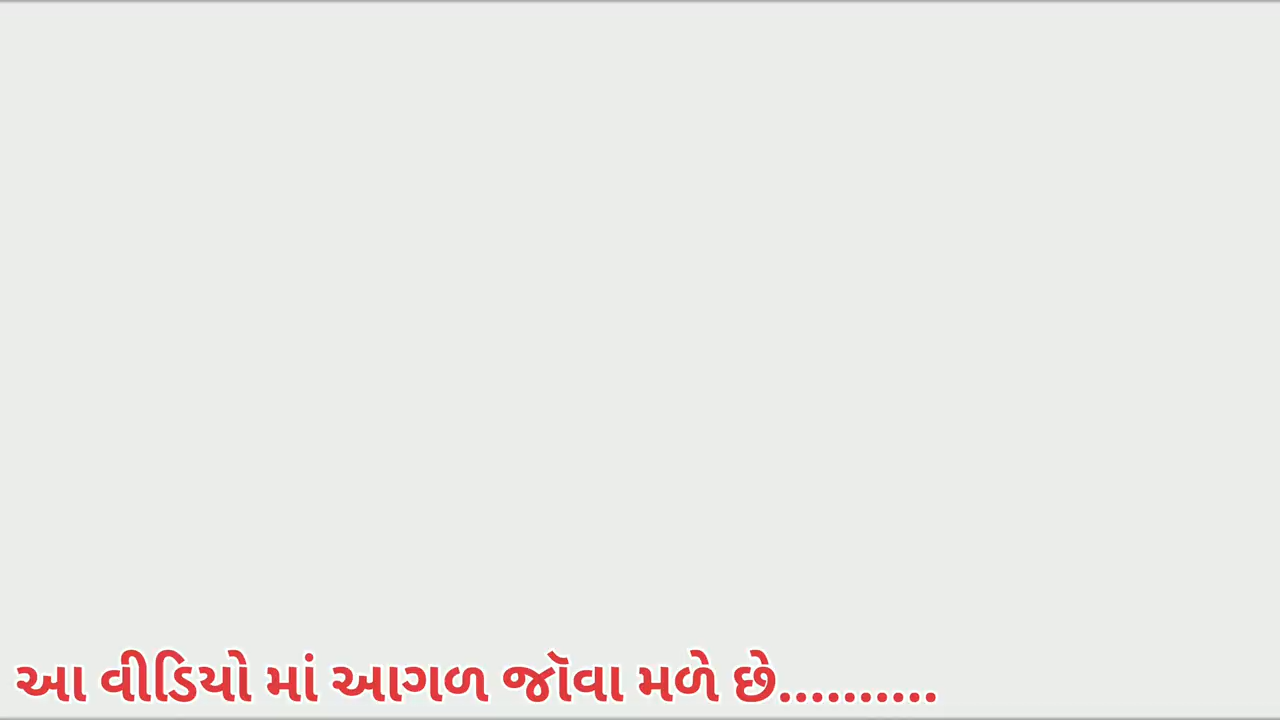 આ વીડિયો માં આગળ જૉવા મળે છે..........